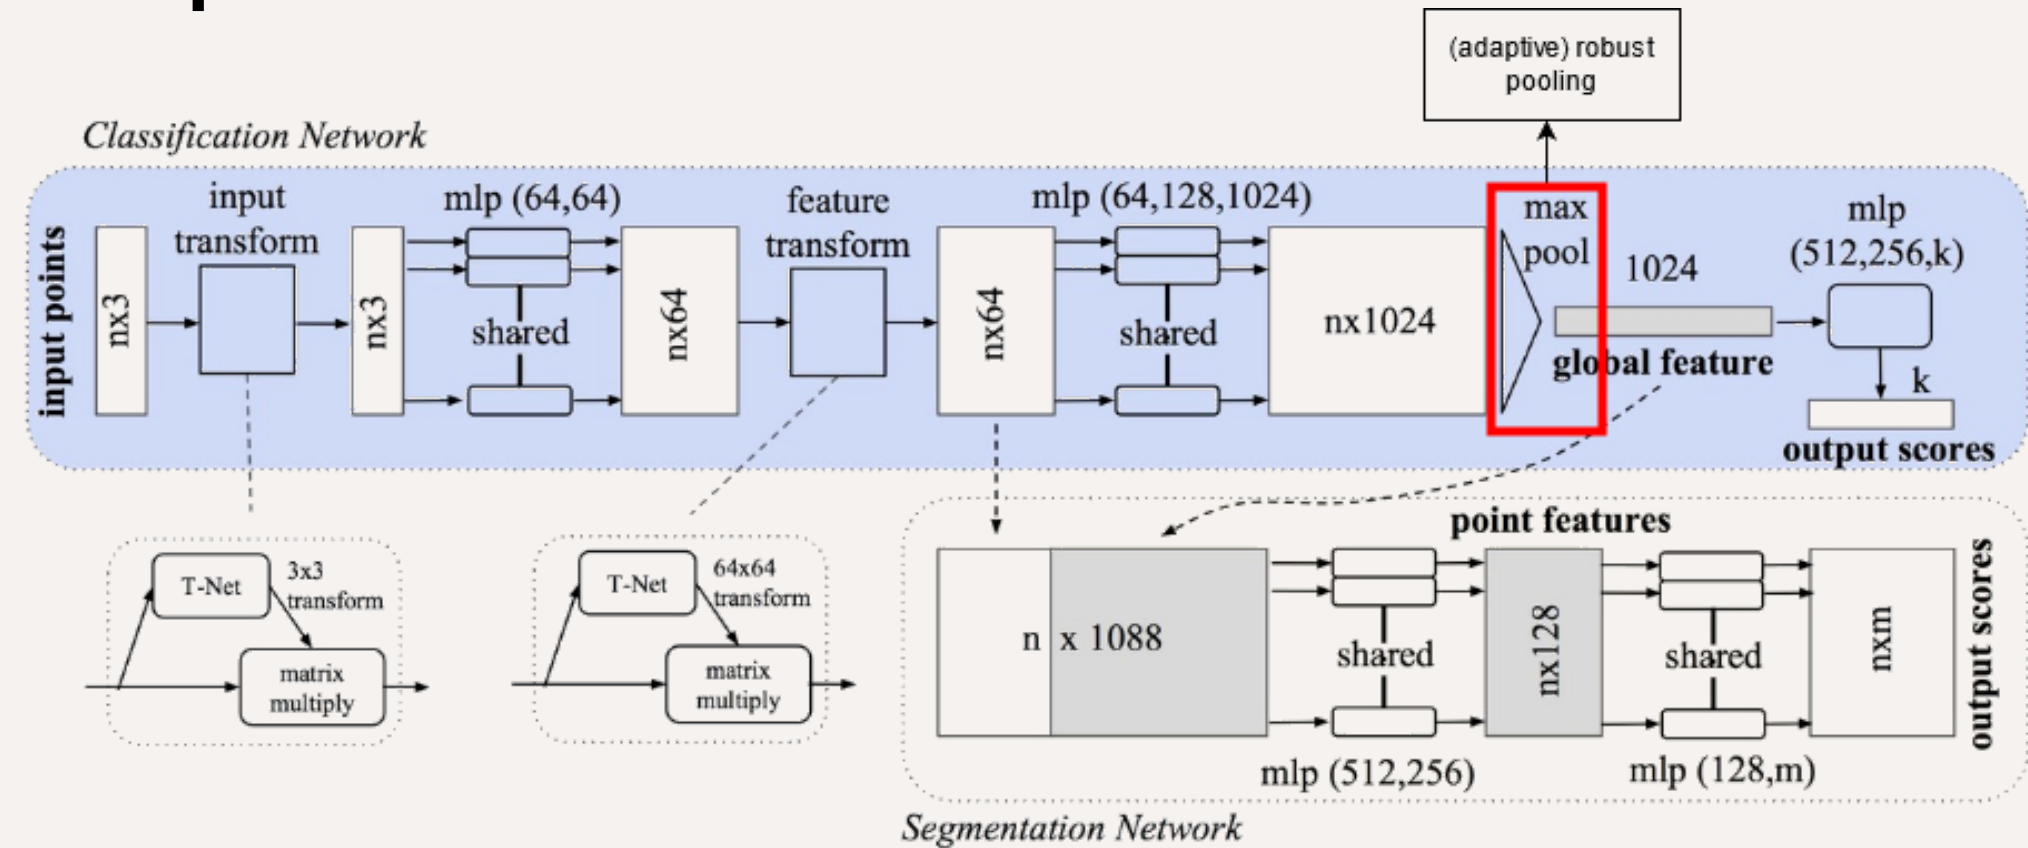 (adaptive) robust
pooling
Classification Network
input points
nx3
input
transform
nx3
mlp (64,64)
shared
nx64
feature
transform
nx64
mlp (64,128,1024)
shared
nx1024
max
pool
1024
global feature
mlp
(512,256,k)
k
output scores
T-Net
3x3
transform
matrix
multiply
T-Net
64x64
transform
matrix
multiply
point features
n x 1088
shared
mlp (512,256)
nx128
shared
mlp (128,m)
nxm
output scores
Segmentation Network